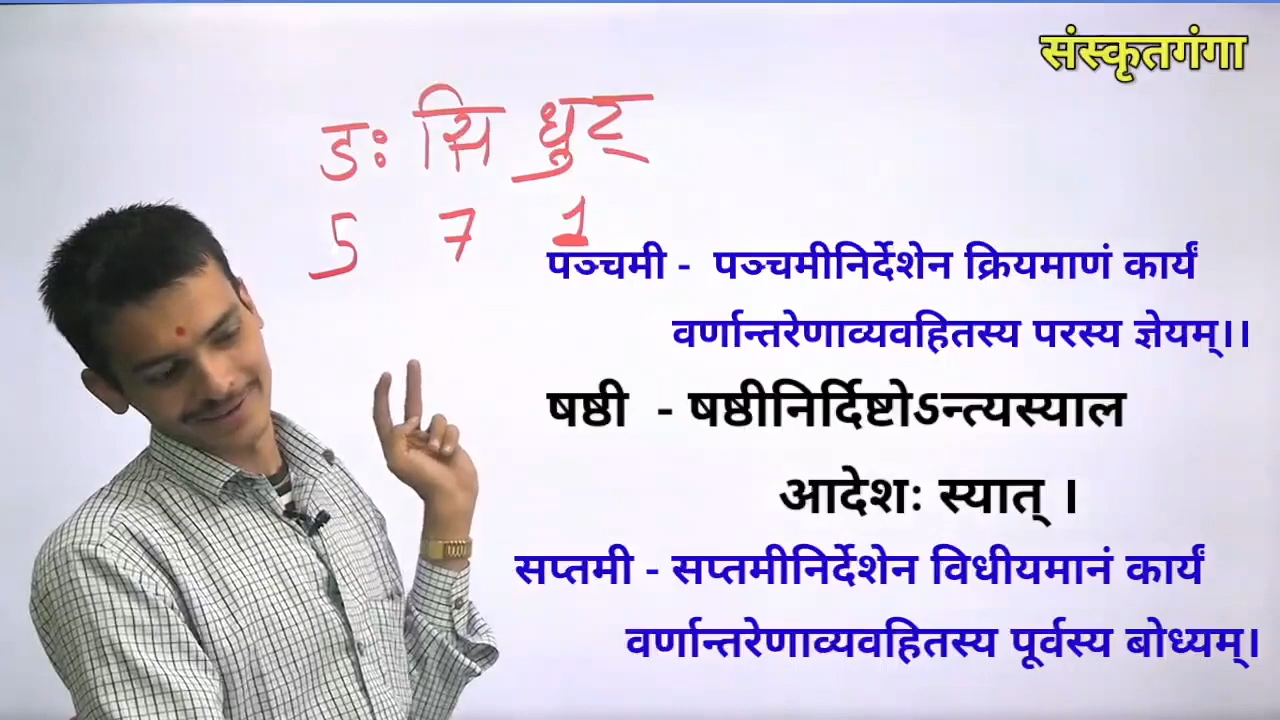 संस्कृतगंगा
डः सि धुट्
5 7 1
पञ्चमी - पञ्चमीनिर्देशेन क्रियमाणं कार्यं
वर्णान्तरेणाव्यवहितस्य परस्य ज्ञेयम्।।
षष्ठी - षष्ठीनिर्दिष्टोऽन्त्यस्याल
आदेशः स्यात् ।
सप्तमी - सप्तमीनिर्देशेन विधीयमानं कार्यं
वर्णान्तरेणाव्यवहितस्य पूर्वस्य बोध्यम्।